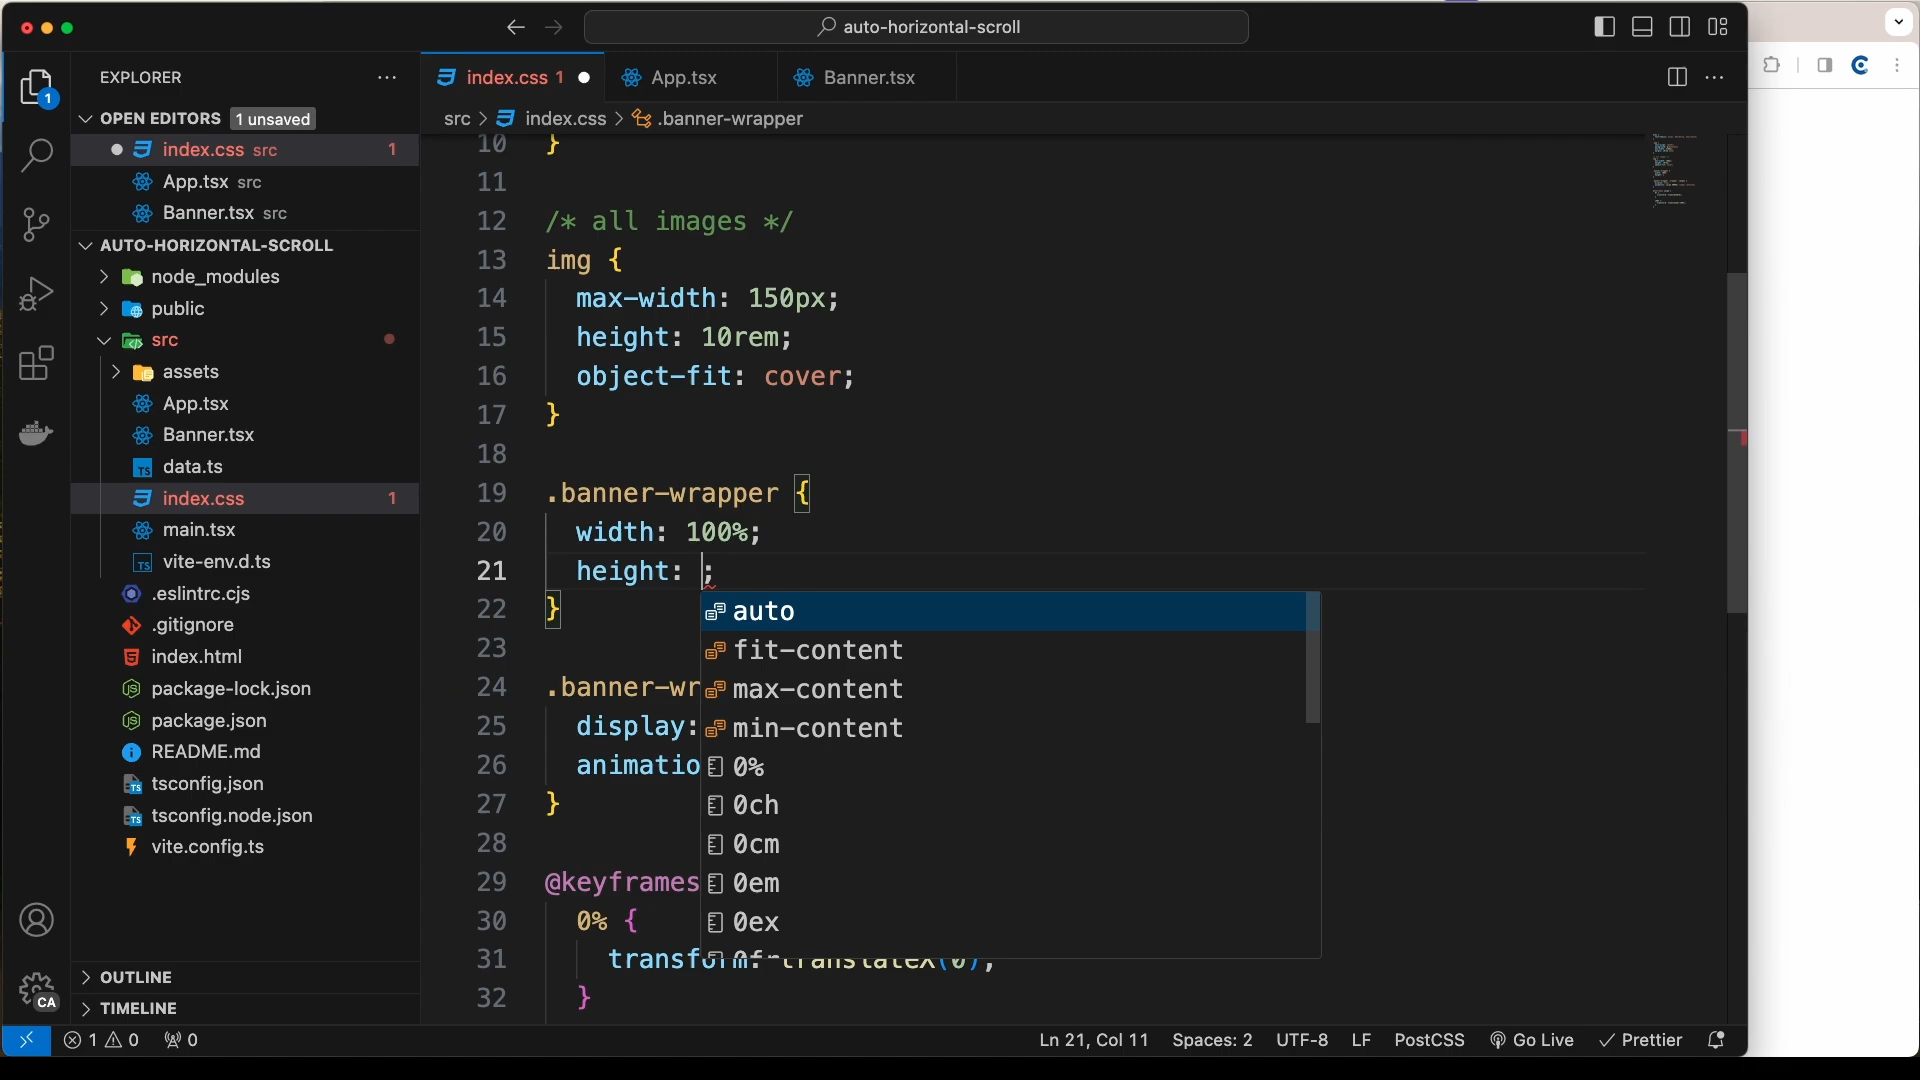 auto-horizontal-scroll
EXPLORER
index.css 1
App.tsx
Banner.tsx
OPEN EDITORS 1 unsaved
src > index.css > .banner-wrapper
index.css src 1
App.tsx src
Banner.tsx src
AUTO-HORIZONTAL-SCROLL
node_modules
public
src
assets
App.tsx
Banner.tsx
data.ts
index.css 1
main.tsx
vite-env.d.ts
.eslintrc.cjs
.gitignore
index.html
package-lock.json
package.json
README.md
tsconfig.json
tsconfig.node.json
vite.config.ts
OUTLINE
TIMELINE
1
CA
10 }
11
12 /* all images */
13 img {
14 max-width: 150px;
15 height: 10rem;
16 object-fit: cover;
17 }
18
19 .banner-wrapper {
20 width: 100%;
21 height: ;
22 }
23
24 .banner-wr
25 display:
26 animatio
27 }
28
29 @keyframes
30 0% {
31 transform: translateX(0);
32 }
auto
fit-content
max-content
min-content
0%
0ch
0cm
0em
0ex
0fr
1 0 0
Ln 21, Col 11 Spaces: 2 UTF-8 LF PostCSS Go Live Prettier